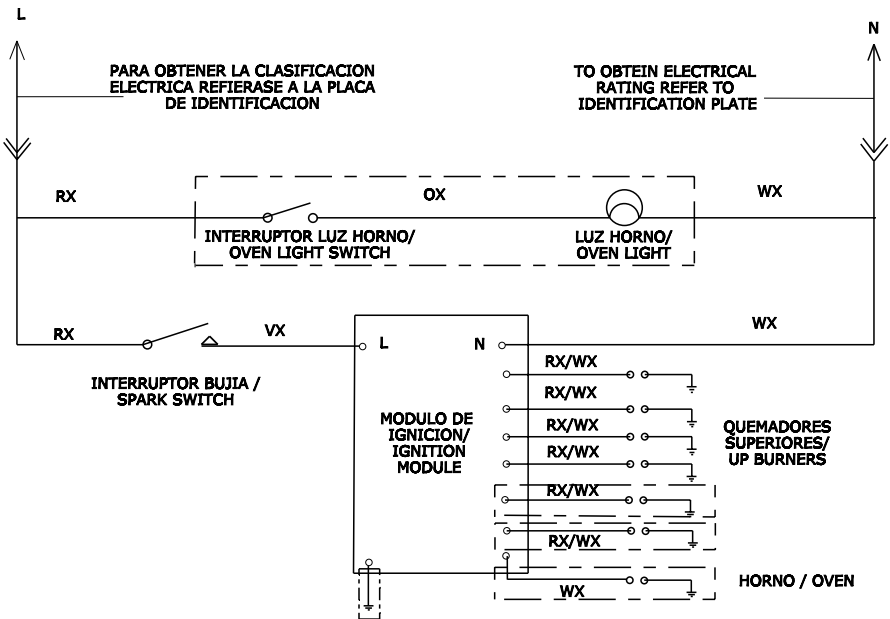 L
N
PARA OBTENER LA CLASIFICACION
ELECTRICA REFIERASE A LA PLACA
DE IDENTIFICACION
TO OBTEIN ELECTRICAL
RATING REFER TO
IDENTIFICATION PLATE
RX
OX
WX
INTERRUPTOR LUZ HORNO/
OVEN LIGHT SWITCH
LUZ HORNO/
OVEN LIGHT
RX
VX
L
N
WX
INTERRUPTOR BUJIA /
SPARK SWITCH
MODULO DE
IGNICION/
IGNITION
MODULE
RX/WX
RX/WX
RX/WX
RX/WX
RX/WX
RX/WX
WX
QUEMADORES
SUPERIORES/
UP BURNERS
HORNO / OVEN